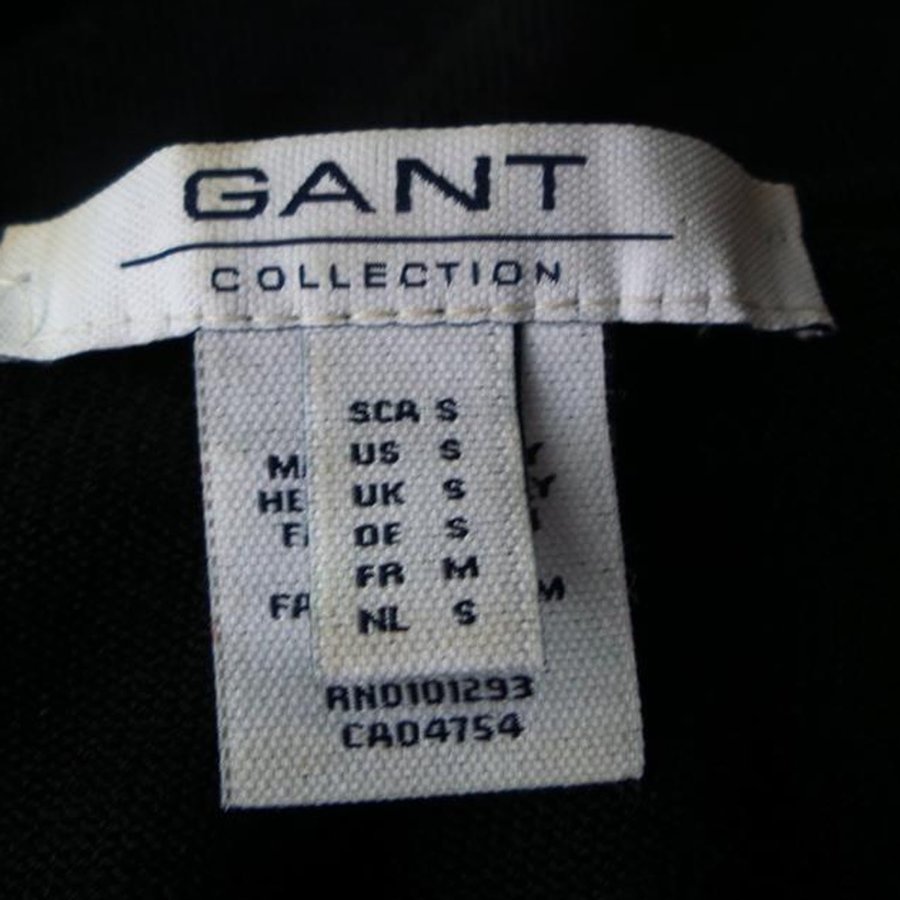 GANT
COLLECTION
SCA S
US S
UK S
DE S
FR M
NL S
RN0101293
CA04754